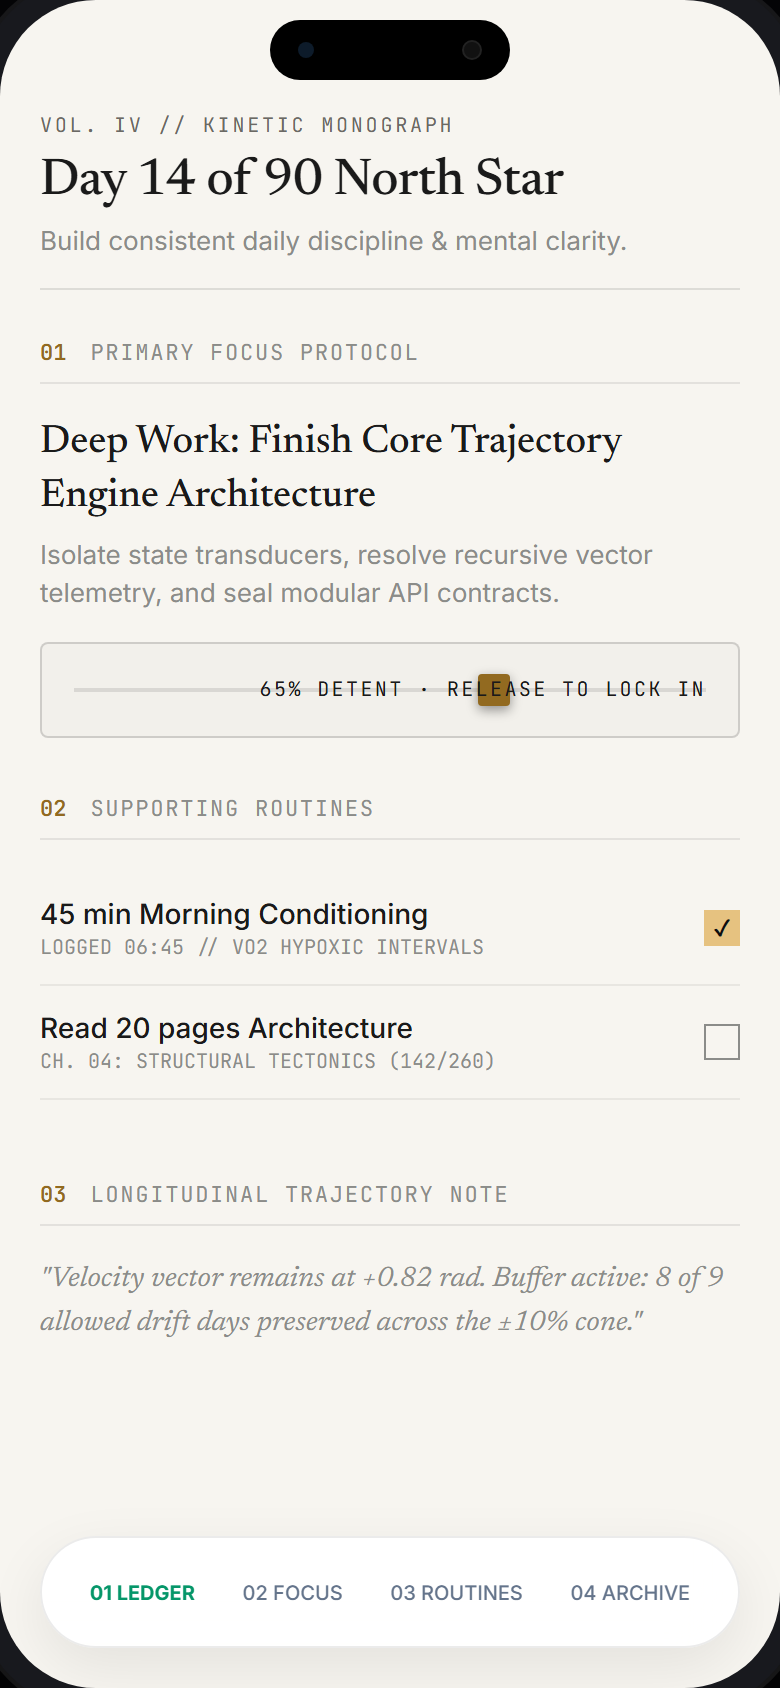 VOL. IV // KINETIC MONOGRAPH
Day 14 of 90 North Star
Build consistent daily discipline & mental clarity.
01 PRIMARY FOCUS PROTOCOL
Deep Work: Finish Core Trajectory
Engine Architecture
Isolate state transducers, resolve recursive vector
telemetry, and seal modular API contracts.
65% DETENT · RELEASE TO LOCK IN
02 SUPPORTING ROUTINES
45 min Morning Conditioning
LOGGED 06:45 // VO2 HYPOXIC INTERVALS
Read 20 pages Architecture
CH. 04: STRUCTURAL TECTONICS (142/260)
03 LONGITUDINAL TRAJECTORY NOTE
"Velocity vector remains at +0.82 rad. Buffer active: 8 of 9
allowed drift days preserved across the ±10% cone."
01 LEDGER 02 FOCUS 03 ROUTINES 04 ARCHIVE